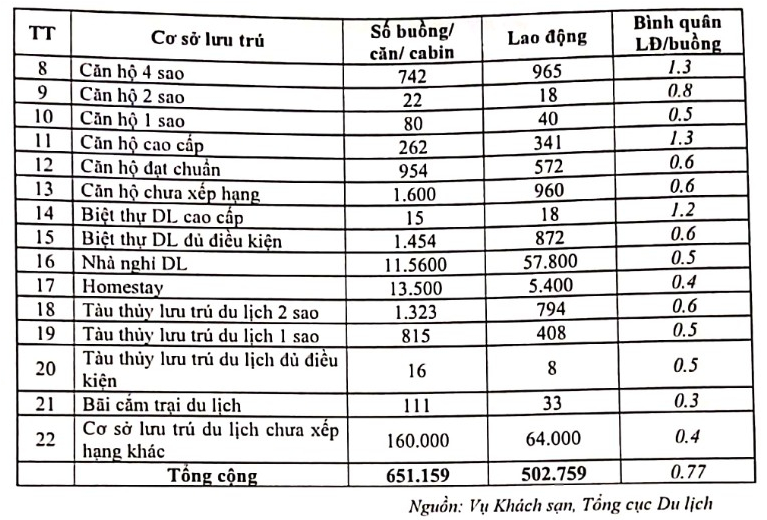 TT Cơ sở lưu trú Số buồng/ căn/ cabin Lao động Bình quân LĐ/buồng
8 Căn hộ 4 sao 742 965 1.3
9 Căn hộ 2 sao 22 18 0.8
10 Căn hộ 1 sao 80 40 0.5
11 Căn hộ cao cấp 262 341 1.3
12 Căn hộ đạt chuẩn 954 572 0.6
13 Căn hộ chưa xếp hạng 1.600 960 0.6
14 Biệt thự DL cao cấp 15 18 1.2
15 Biệt thự DL đủ điều kiện 1.454 872 0.6
16 Nhà nghỉ DL 11.5600 57.800 0.5
17 Homestay 13.500 5.400 0.4
18 Tàu thủy lưu trú du lịch 2 sao 1.323 794 0.6
19 Tàu thủy lưu trú du lịch 1 sao 815 408 0.5
20 Tàu thủy lưu trú du lịch đủ điều kiện 16 8 0.5
21 Bãi cắm trại du lịch 111 33 0.3
22 Cơ sở lưu trú du lịch chưa xếp hạng khác 160.000 64.000 0.4
Tổng cộng 651.159 502.759 0.77
Nguồn: Vụ Khách sạn, Tổng cục Du lịch